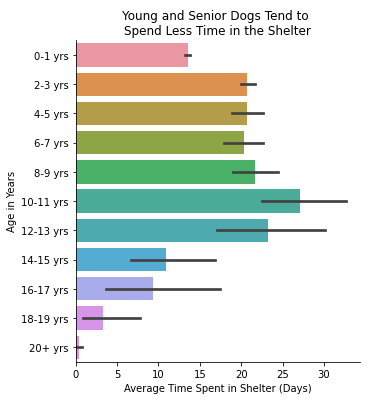 Young and Senior Dogs Tend to
Spend Less Time in the Shelter
Age in Years
0-1 yrs
2-3 yrs
4-5 yrs
6-7 yrs
8-9 yrs
10-11 yrs
12-13 yrs
14-15 yrs
16-17 yrs
18-19 yrs
20+ yrs
0 5 10 15 20 25 30
Average Time Spent in Shelter (Days)